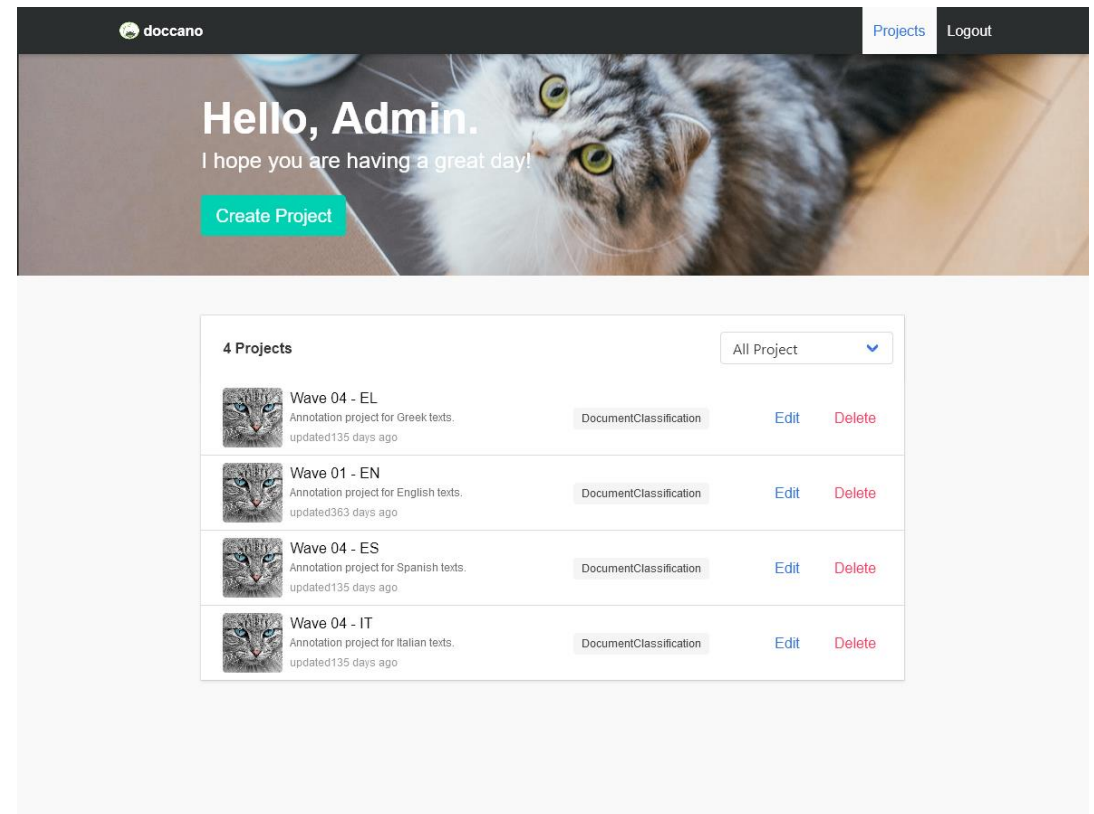 doccano
Projects Logout
Hello, Admin.
I hope you are having a great day!
Create Project
4 Projects
All Project
Wave 04 - EL
Annotation project for Greek texts.
updated135 days ago
DocumentClassification
Edit Delete
Wave 01 - EN
Annotation project for English texts.
updated363 days ago
DocumentClassification
Edit Delete
Wave 04 - ES
Annotation project for Spanish texts.
updated135 days ago
DocumentClassification
Edit Delete
Wave 04 - IT
Annotation project for Italian texts.
updated135 days ago
DocumentClassification
Edit Delete